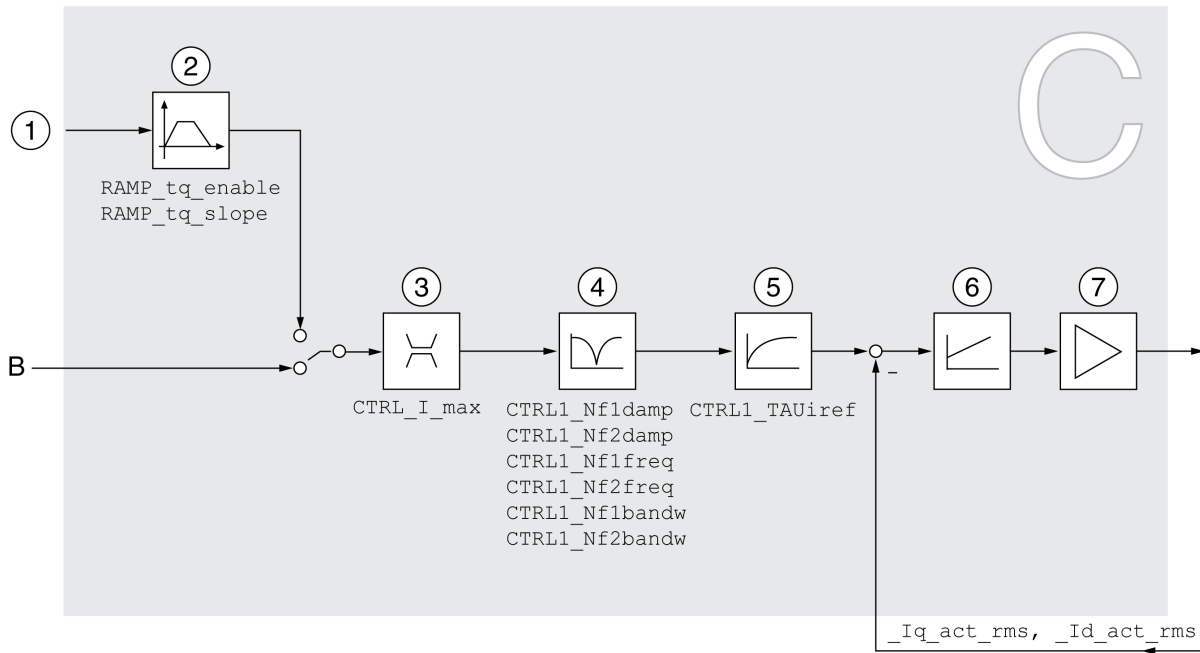 C
2
1
RAMP_tq_enable
RAMP_tq_slope
3
4
5
6
7
B
CTRL_I_max
CTRL1_Nf1damp
CTRL1_Nf2damp
CTRL1_Nf1freq
CTRL1_Nf2freq
CTRL1_Nf1bandw
CTRL1_Nf2bandw
CTRL1_TAUiref
–
_Iq_act_rms, _Id_act_rms